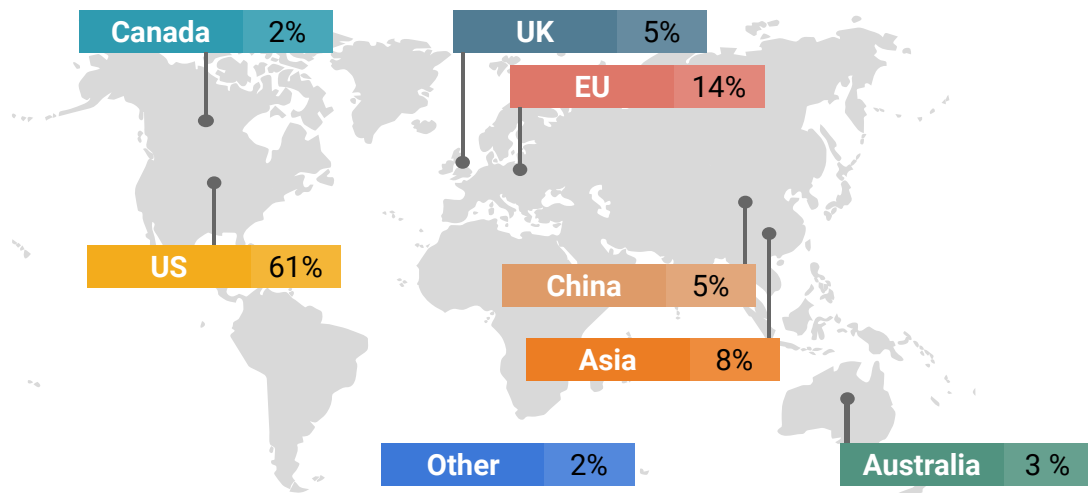 Canada 2%
UK 5%
EU 14%
US 61%
China 5%
Asia 8%
Other 2%
Australia 3 %